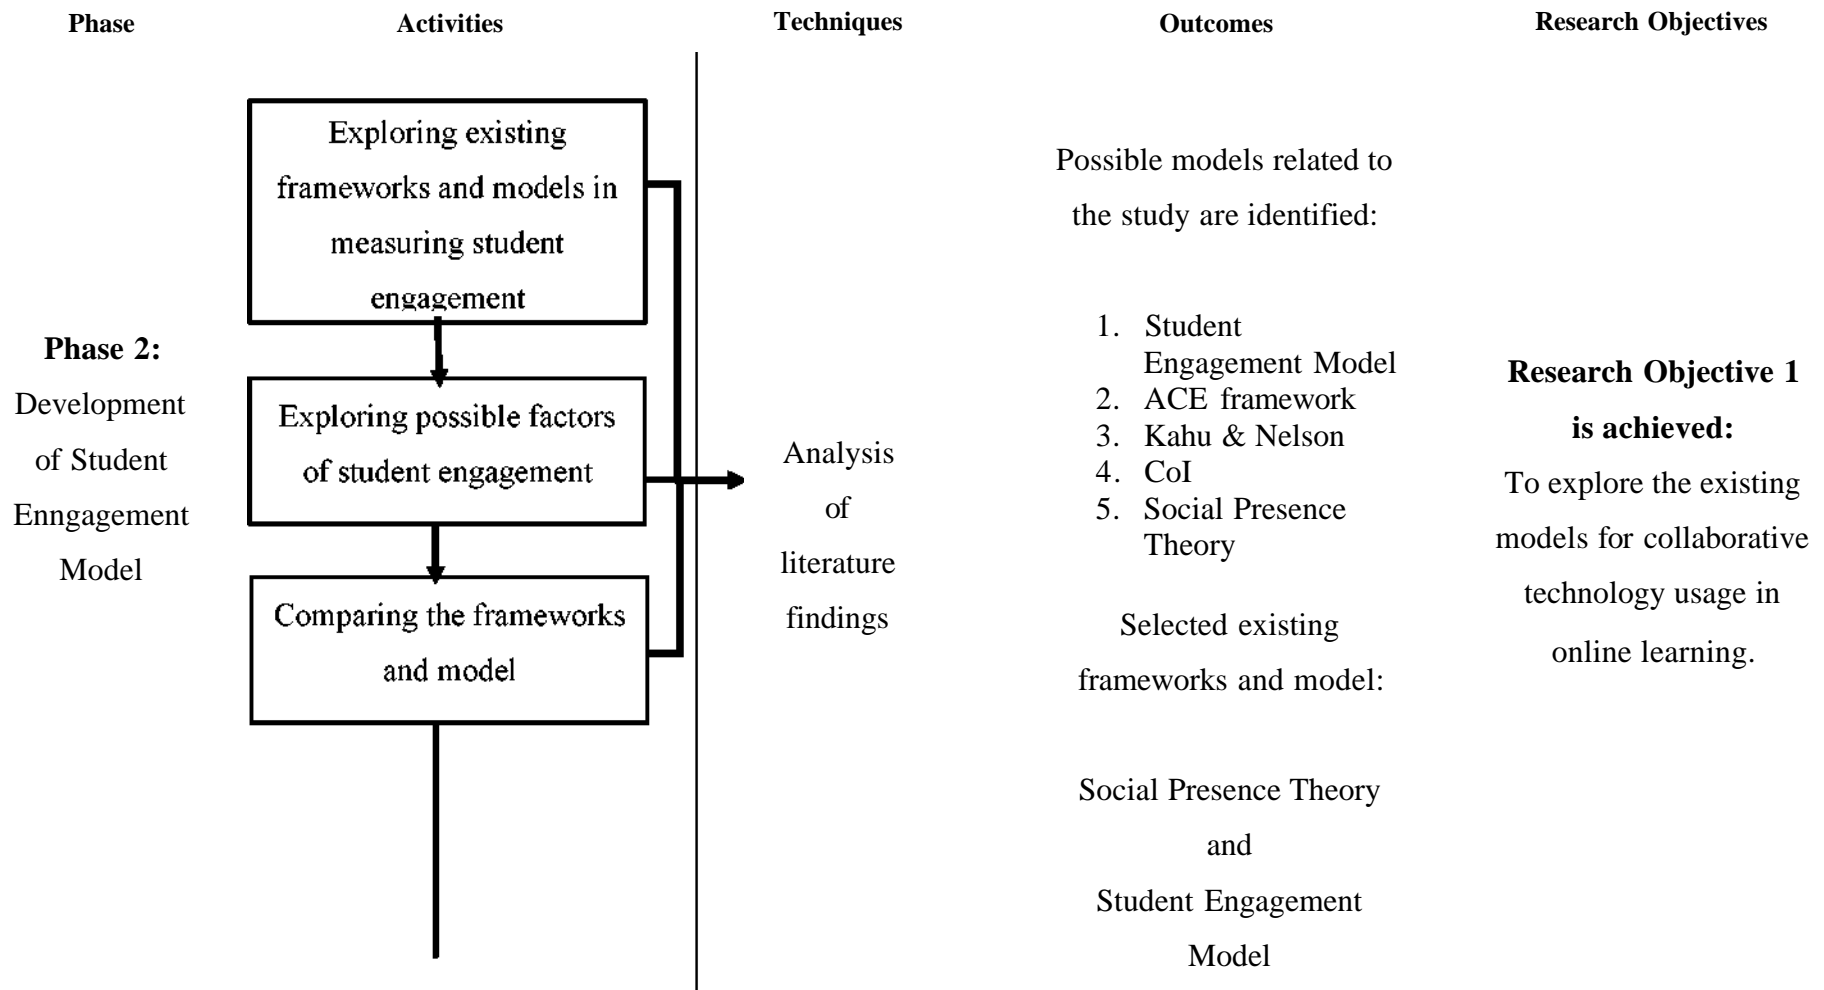 Phase
Activities
Techniques
Outcomes
Research Objectives
Phase 2:
Development
of Student
Enngagement
Model
Exploring existing
frameworks and models in
measuring student
engagement
Exploring possible factors
of student engagement
Comparing the frameworks
and model
Analysis
of
literature
findings
Possible models related to
the study are identified:
1. Student
Engagement Model
2. ACE framework
3. Kahu & Nelson
4. CoI
5. Social Presence
Theory
Selected existing
frameworks and model:
Social Presence Theory
and
Student Engagement
Model
Research Objective 1
is achieved:
To explore the existing
models for collaborative
technology usage in
online learning.